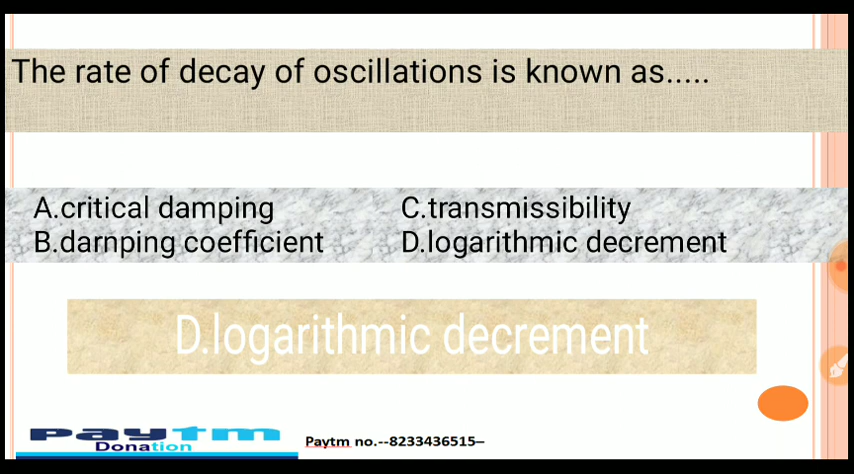 The rate of decay of oscillations is known as.....
A.critical damping
B.darnping coefficient
C.transmissibility
D.logarithmic decrement
D.logarithmic decrement
paytm
Donation
Paytm no.--8233436515–